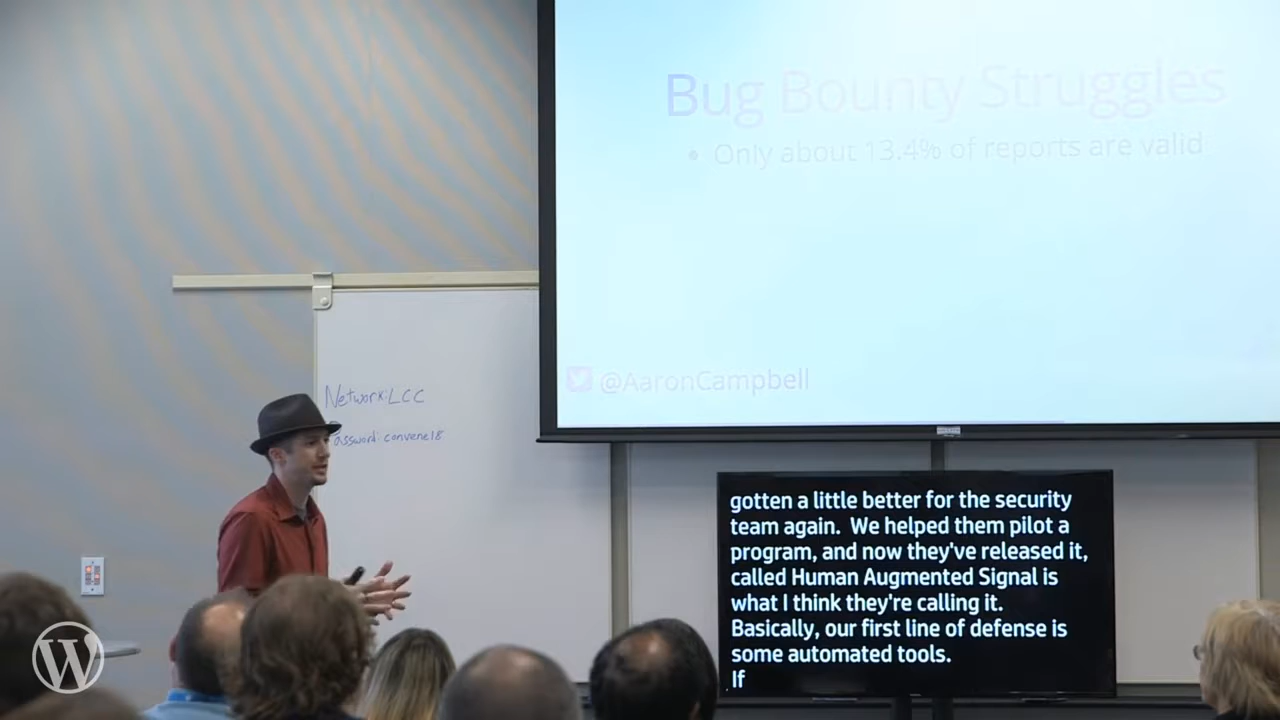 Bug Bounty Struggles
• Only about 13.4% of reports are valid
@AaronCampbell
Network: LCC
Password: convene18
gotten a little better for the security
team again. We helped them pilot a
program, and now they've released it,
called Human Augmented Signal is
what I think they're calling it.
Basically, our first line of defense is
some automated tools.
If